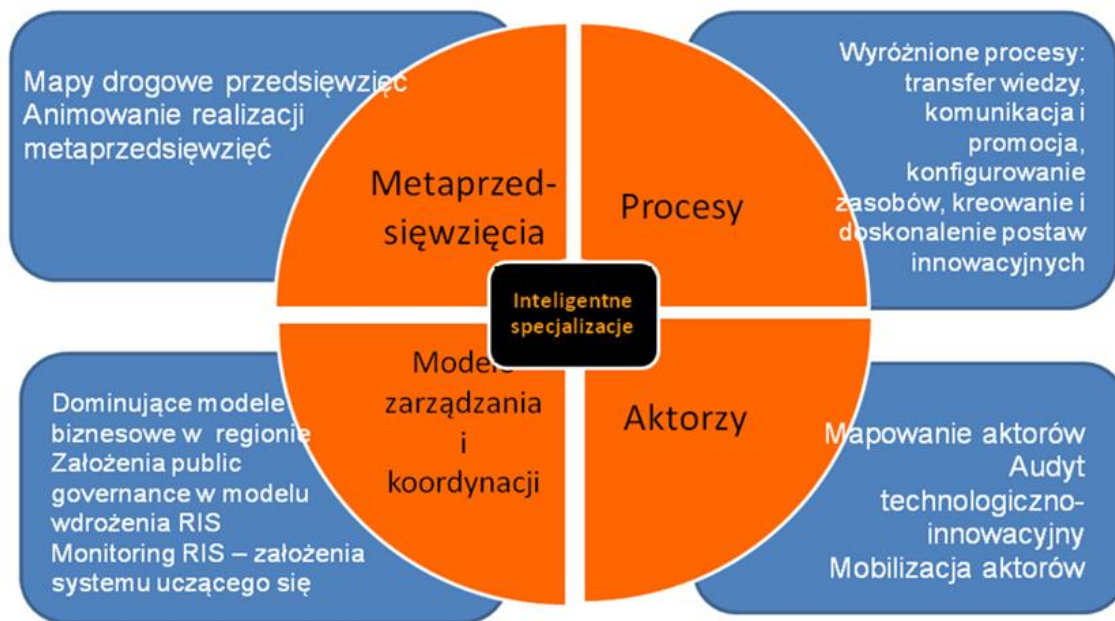 Mapy drogowe przedsięwzięć
Animowanie realizacji
metaprzedsięwzięć
Metaprzed-
sięwzięcia
Procesy
Wyróżnione procesy:
transfer wiedzy,
komunikacja i
promocja,
konfigurowanie
zasobów, kreowanie i
doskonalenie postaw
innowacyjnych
Inteligentne
specjalizacje
Dominujące modele
biznesowe w regionie
Założenia public
governance w modelu
wdrożenia RIS
Monitoring RIS – założenia
systemu uczącego się
Modele
zarządzania
i
koordynacji
Aktorzy
Mapowanie aktorów
Audyt
technologiczno-
innowacyjny
Mobilizacja aktorów